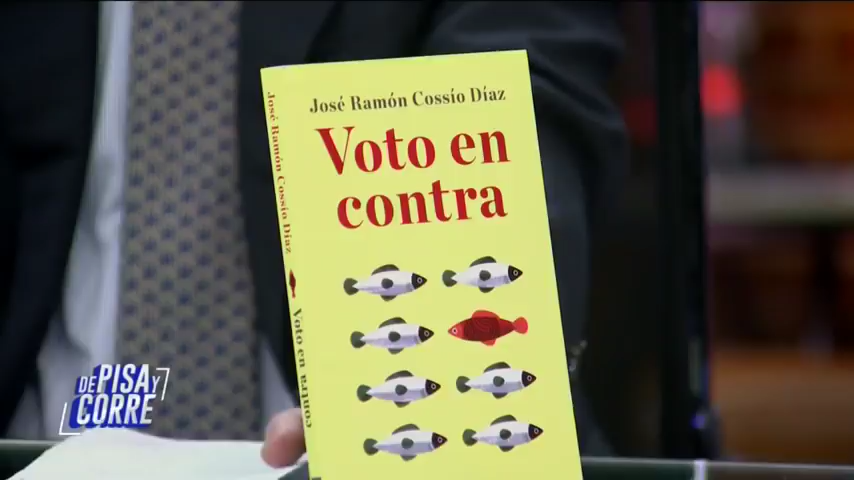 José Ramón Cossío Díaz
Voto en
contra
José Ramón Cossío Díaz
Voto en contra
DE PISA Y
CORRE